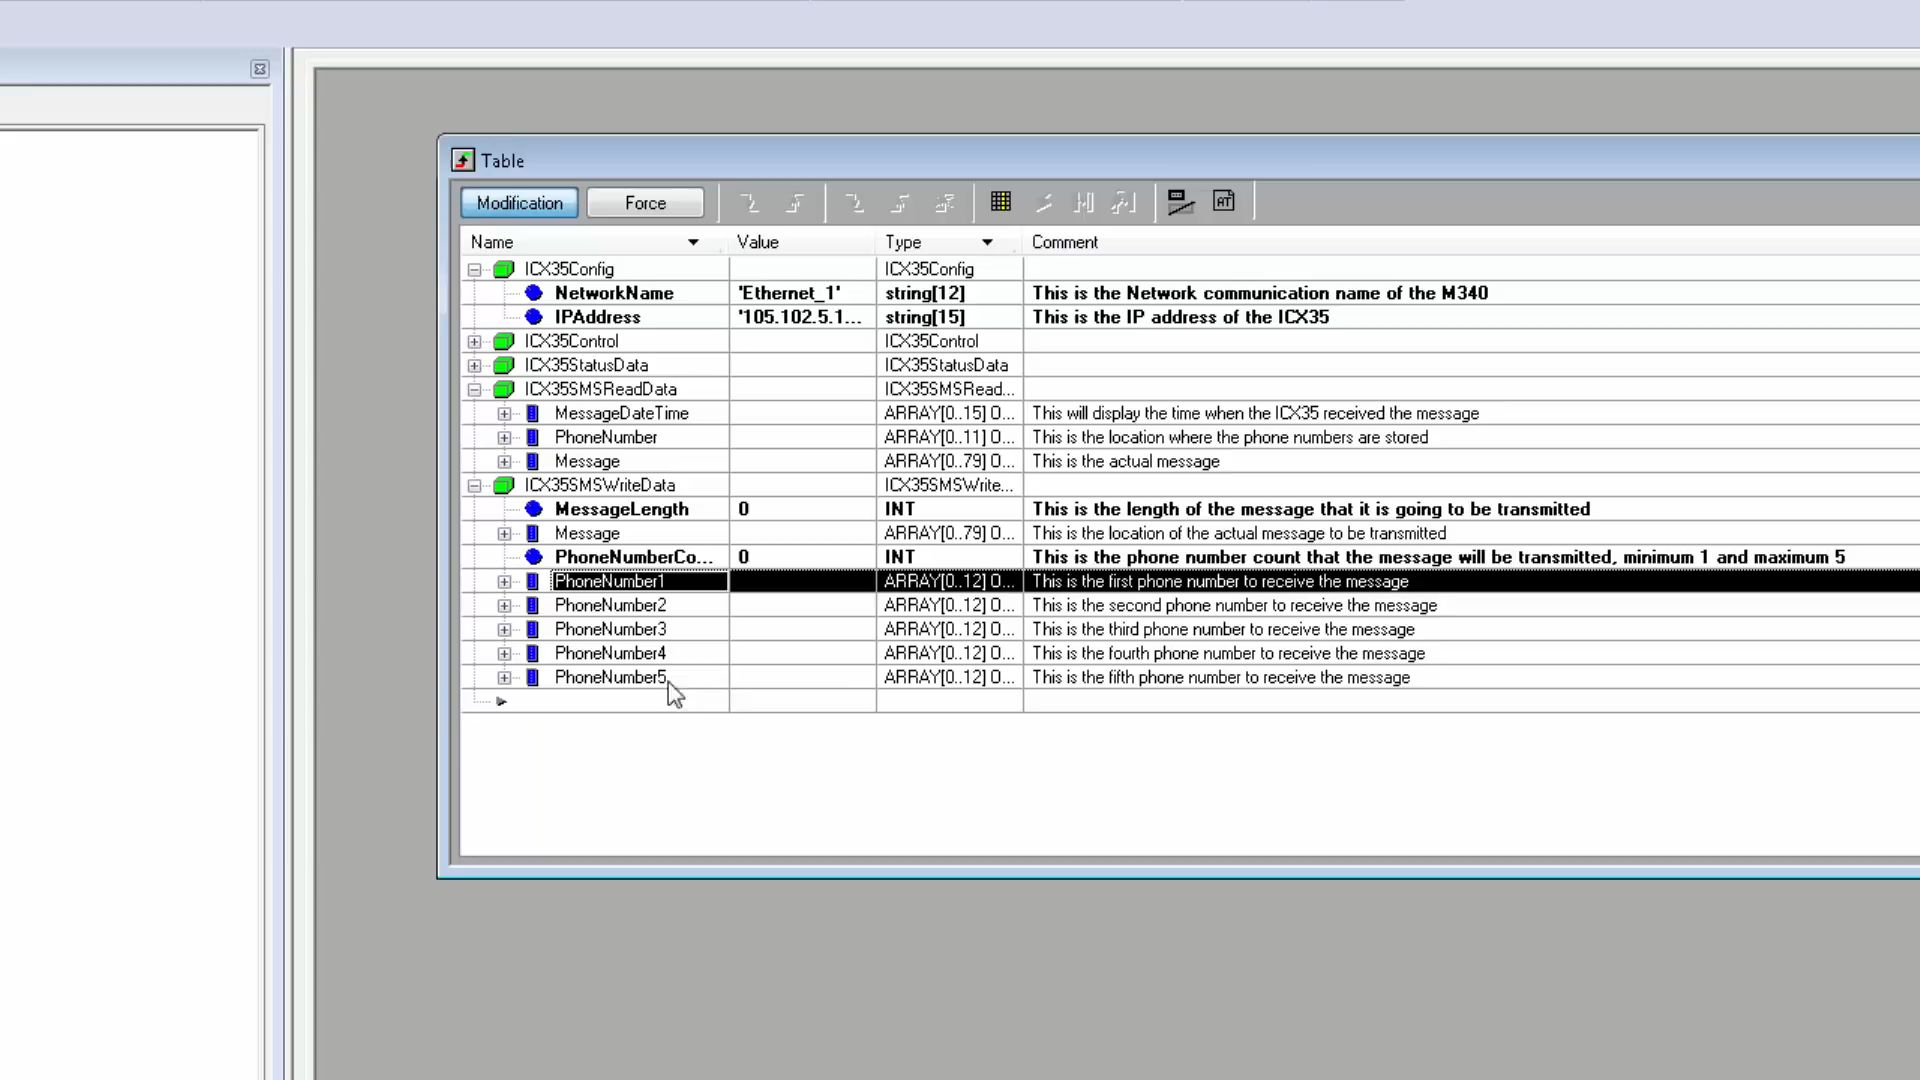 Table
Modification Force
AT
Name Value Type Comment
ICX35Config ICX35Config
NetworkName 'Ethernet_1' string[12] This is the Network communication name of the M340
IPAddress '105.102.5.1... string[15] This is the IP address of the ICX35
ICX35Control ICX35Control
ICX35StatusData ICX35StatusData
ICX35SMSReadData ICX35SMSRead...
MessageDateTime ARRAY[0..15] O... This will display the time when the ICX35 received the message
PhoneNumber ARRAY[0..11] O... This is the location where the phone numbers are stored
Message ARRAY[0..79] O... This is the actual message
ICX35SMSWriteData ICX35SMSWrite...
MessageLength 0 INT This is the length of the message that it is going to be transmitted
Message ARRAY[0..79] O... This is the location of the actual message to be transmitted
PhoneNumberCo... 0 INT This is the phone number count that the message will be transmitted, minimum 1 and maximum 5
PhoneNumber1 ARRAY[0..12] O... This is the first phone number to receive the message
PhoneNumber2 ARRAY[0..12] O... This is the second phone number to receive the message
PhoneNumber3 ARRAY[0..12] O... This is the third phone number to receive the message
PhoneNumber4 ARRAY[0..12] O... This is the fourth phone number to receive the message
PhoneNumber5 ARRAY[0..12] O... This is the fifth phone number to receive the message